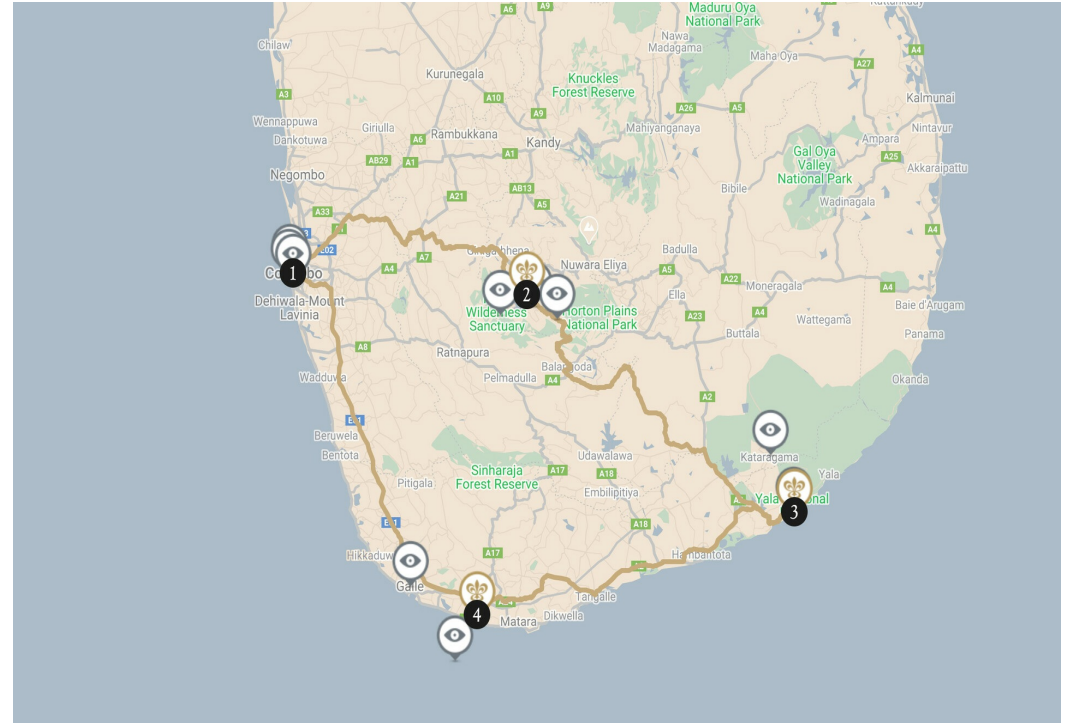 Maduru Oya
National Park
Kattankudy
A6
A9
Chilaw
Nawa
Madagama
Maha Oya
A4
A27
Kurunegala
Knuckles
Forest Reserve
A3
A10
A26
A5
Kalmunai
A9
Wennappuwa
Dankotuwa
Giriulla
A6
Rambukkana
Mahiyanganaya
Nintavur
Ampara
Kandy
AB29
A1
A1
Gal Oya
Valley
National Park
A25
Akkaraipattu
Negombo
A21
AB13
Bibile
A5
Wadinagala
A33
A4
E02
A7
A4
Badulla
Nuwara Eliya
A5
A22
Moneragala
A4
1
Dehiwala-Mount
Lavinia
2
Ella
Wilderness
Sanctuary
Horton Plains
National Park
A23
A4
Wattegama
Baie d'Arugam
Buttala
Panama
A8
Ratnapura
Balangoda
Wadduwa
Pelmadulla
A4
Okanda
A2
Beruwela
Bentota
Udawalawa
Kataragama
Sinharaja
Forest Reserve
A17
A18
Yala
Pitigala
Embilipitiya
3
A18
Hikkaduw
A17
Hambantota
Galle
Tangalle
4
Matara
Dikwella